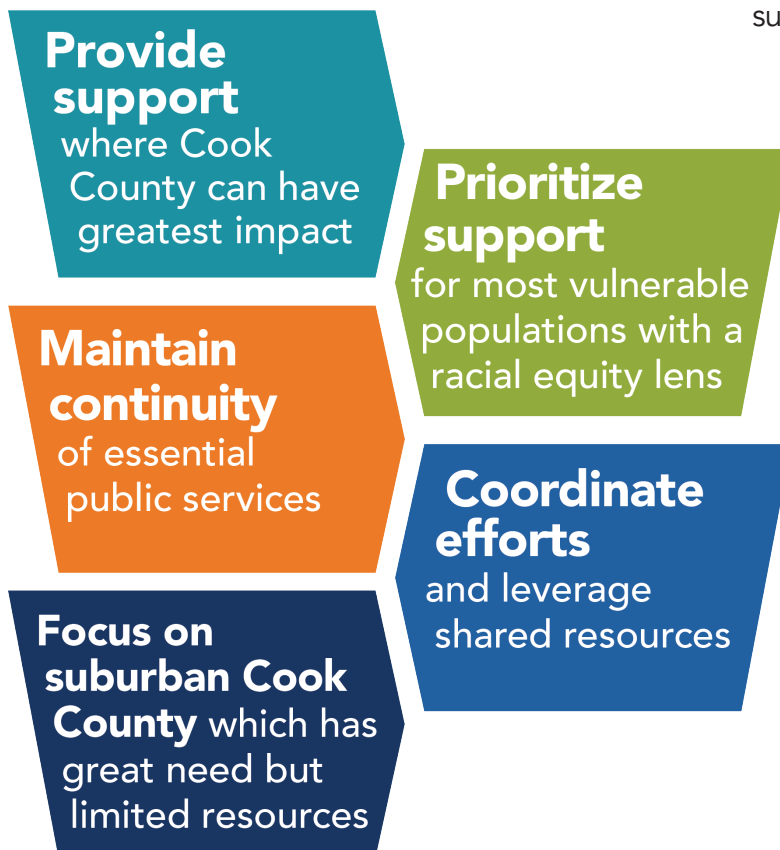 Provide
support
where Cook
County can have
greatest impact
Prioritize
support
for most vulnerable
populations with a
racial equity lens
Maintain
continuity
of essential
public services
Coordinate
efforts
and leverage
shared resources
Focus on
suburban Cook
County which has
great need but
limited resources